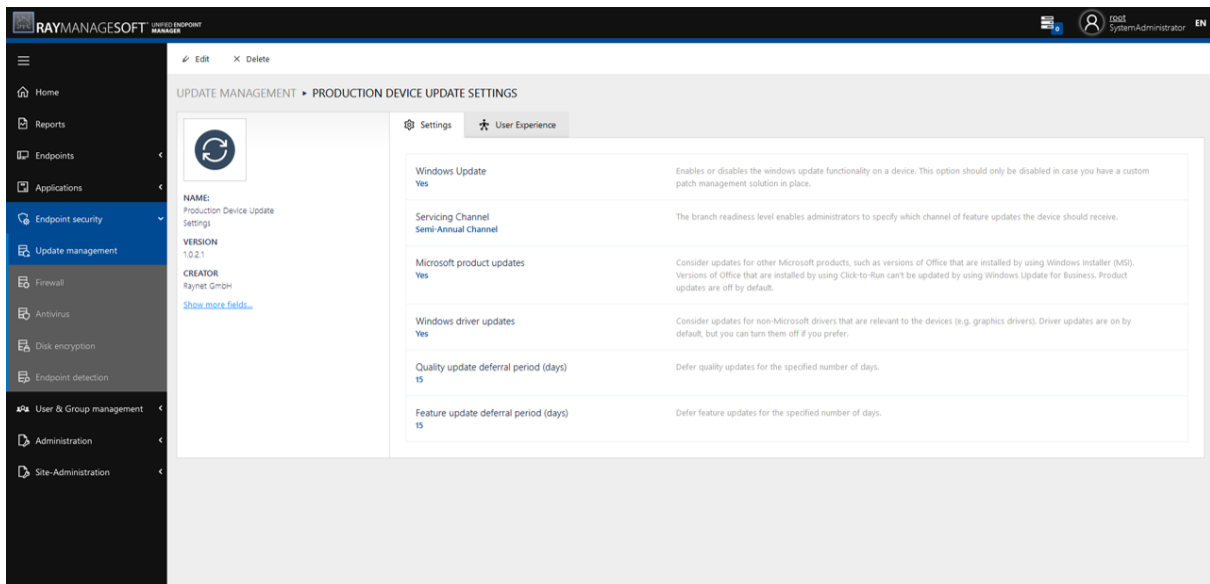 RAYMANAGESOFT UNIFIED ENDPOINT
MANAGER
0
root
SystemAdministrator
EN
Edit
Delete
Home
Reports
Endpoints
Applications
Endpoint security
Update management
Firewall
Antivirus
Disk encryption
Endpoint detection
User & Group management
Administration
Site-Administration
UPDATE MANAGEMENT ▸ PRODUCTION DEVICE UPDATE SETTINGS
NAME:
Production Device Update
Settings
VERSION
1.0.2.1
CREATOR
Raynet GmbH
Show more fields...
Settings
User Experience
Windows Update
Yes
Enables or disables the windows update functionality on a device. This option should only be disabled in case you have a custom
patch management solution in place.
Servicing Channel
Semi-Annual Channel
The branch readiness level enables administrators to specify which channel of feature updates the device should receive.
Microsoft product updates
Yes
Consider updates for other Microsoft products, such as versions of Office that are installed by using Windows Installer (MSI).
Versions of Office that are installed by using Click-to-Run can't be updated by using Windows Update for Business. Product
updates are off by default.
Windows driver updates
Yes
Consider updates for non-Microsoft drivers that are relevant to the devices (e.g. graphics drivers). Driver updates are on by
default, but you can turn them off if you prefer.
Quality update deferral period (days)
15
Defer quality updates for the specified number of days.
Feature update deferral period (days)
15
Defer feature updates for the specified number of days.